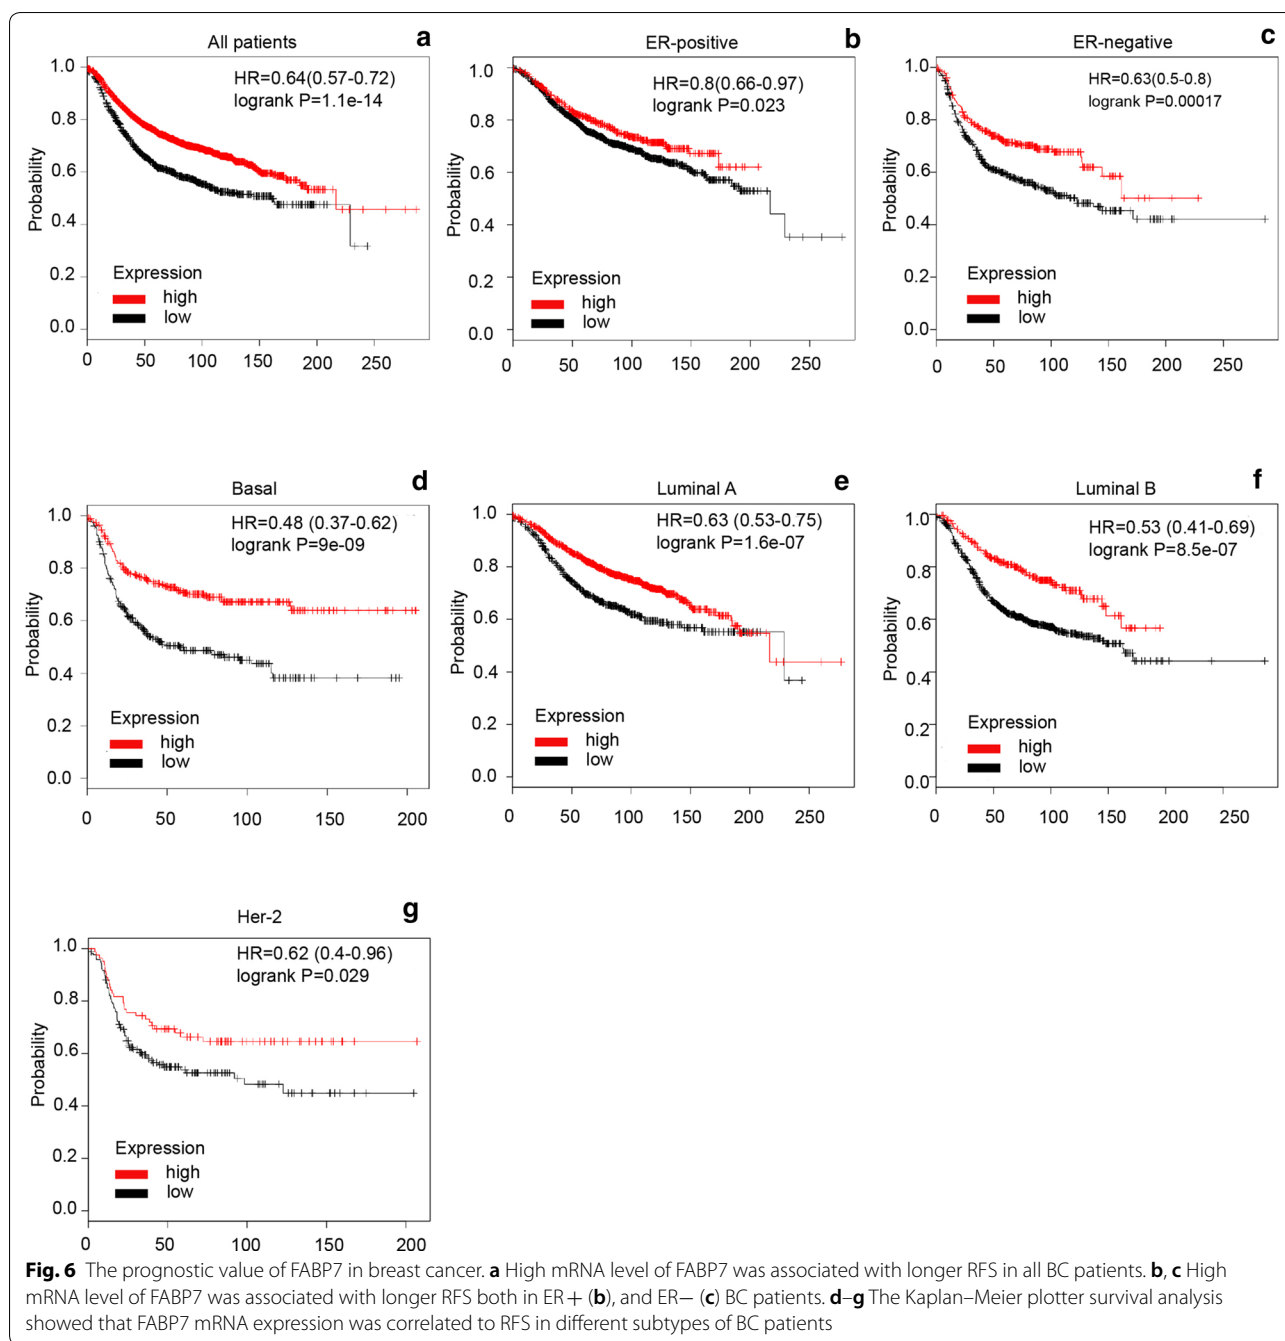 All patients a
HR=0.64(0.57-0.72)
logrank P=1.1e-14
Probability
1.0
0.8
0.6
0.4
0.2
0.0
Expression
high
low
0 50 100 150 200 250
ER-positive b
HR=0.8(0.66-0.97)
logrank P=0.023
Probability
1.0
0.8
0.6
0.4
0.2
0.0
Expression
high
low
0 50 100 150 200 250
ER-negative c
HR=0.63(0.5-0.8)
logrank P=0.00017
Probability
1.0
0.8
0.6
0.4
0.2
0.0
Expression
high
low
0 50 100 150 200 250
Basal d
HR=0.48 (0.37-0.62)
logrank P=9e-09
Probability
1.0
0.8
0.6
0.4
0.2
0.0
Expression
high
low
0 50 100 150 200
Luminal A e
HR=0.63 (0.53-0.75)
logrank P=1.6e-07
Probability
1.0
0.8
0.6
0.4
0.2
0.0
Expression
high
low
0 50 100 150 200 250
Luminal B f
HR=0.53 (0.41-0.69)
logrank P=8.5e-07
Probability
1.0
0.8
0.6
0.4
0.2
0.0
Expression
high
low
0 50 100 150 200 250
Her-2 g
HR=0.62 (0.4-0.96)
logrank P=0.029
Probability
1.0
0.8
0.6
0.4
0.2
0.0
Expression
high
low
0 50 100 150 200
Fig. 6 The prognostic value of FABP7 in breast cancer. a High mRNA level of FABP7 was associated with longer RFS in all BC patients. b, c High
mRNA level of FABP7 was associated with longer RFS both in ER+ (b), and ER− (c) BC patients. d–g The Kaplan–Meier plotter survival analysis
showed that FABP7 mRNA expression was correlated to RFS in different subtypes of BC patients